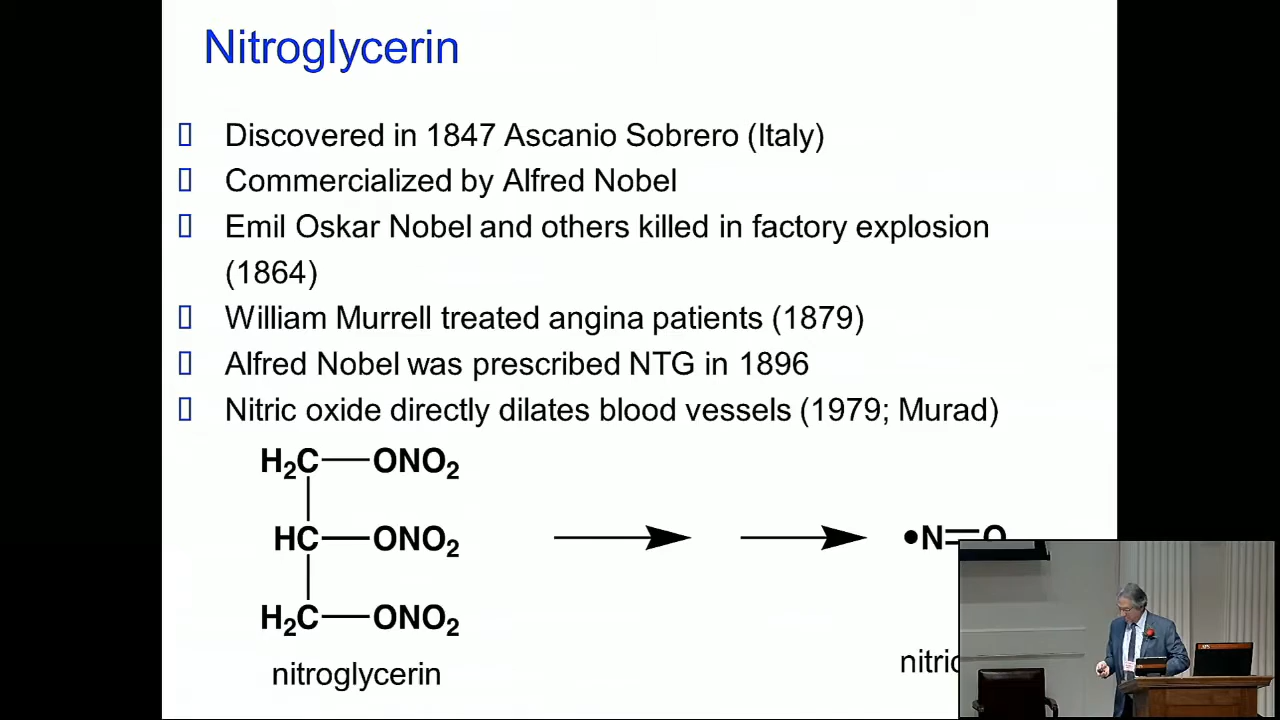 Nitroglycerin
Discovered in 1847 Ascanio Sobrero (Italy)
Commercialized by Alfred Nobel
Emil Oskar Nobel and others killed in factory explosion
(1864)
William Murrell treated angina patients (1879)
Alfred Nobel was prescribed NTG in 1896
Nitric oxide directly dilates blood vessels (1979; Murad)
H₂C—ONO₂
HC—ONO₂
•N=O
H₂C—ONO₂
nitroglycerin
nitric